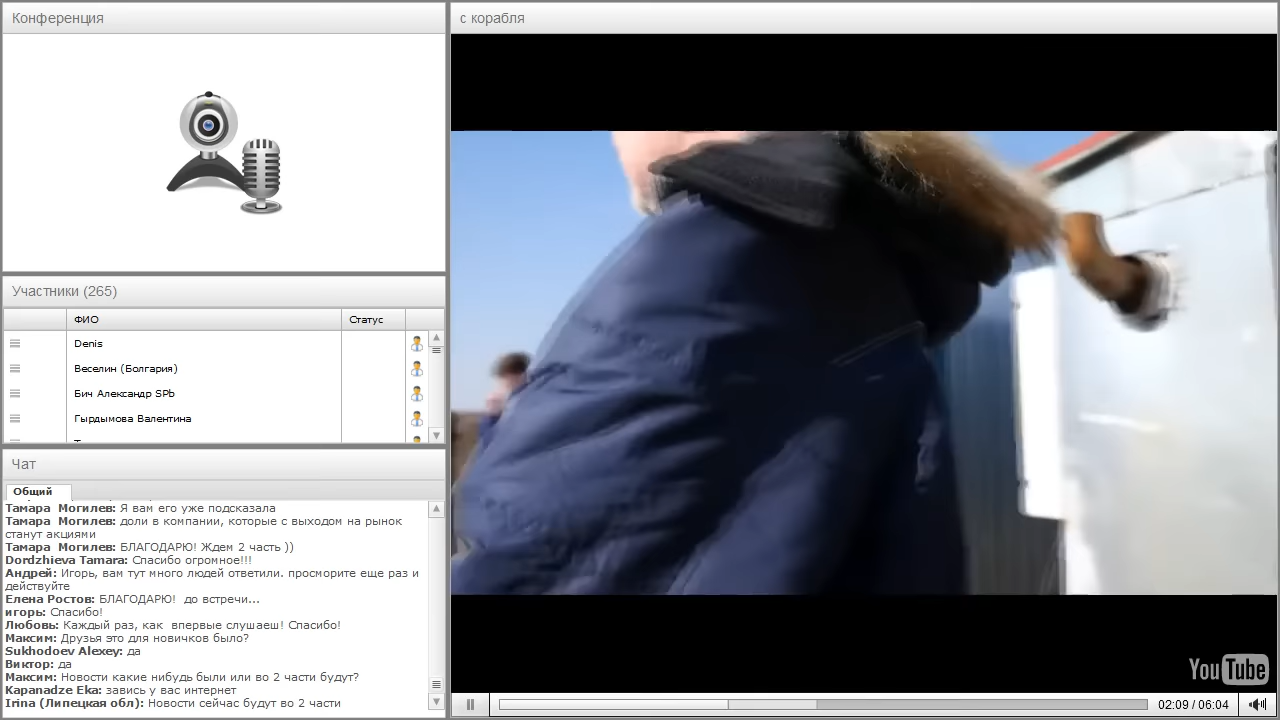 Конференция
с корабля
Участники (265)
ФИО
Статус
Denis
Веселин (Болгария)
Бич Александр SPb
Гырдымова Валентина
Чат
Общий
Тамара Могилев: Я вам его уже подсказала
Тамара Могилев: доли в компании, которые с выходом на рынок
станут акциями
Тамара Могилев: БЛАГОДАРЮ! Ждем 2 часть ))
Dordzhieva Tamara: Спасибо огромное!!!
Андрей: Игорь, вам тут много людей ответили. просморите еще раз и
действуйте
Елена Ростов: БЛАГОДАРЮ! до встречи...
игорь: Спасибо!
Любовь: Каждый раз, как впервые слушаеш! Спасибо!
Максим: Друзья это для новичков было?
Sukhodoev Alexey: да
Виктор: да
Максим: Новости какие нибудь были или во 2 части будут?
Kapanadze Eka: завись у вас интернет
Irina (Липецкая обл): Новсти сейчас будут во 2 части
YouTube
02:09 / 06:04